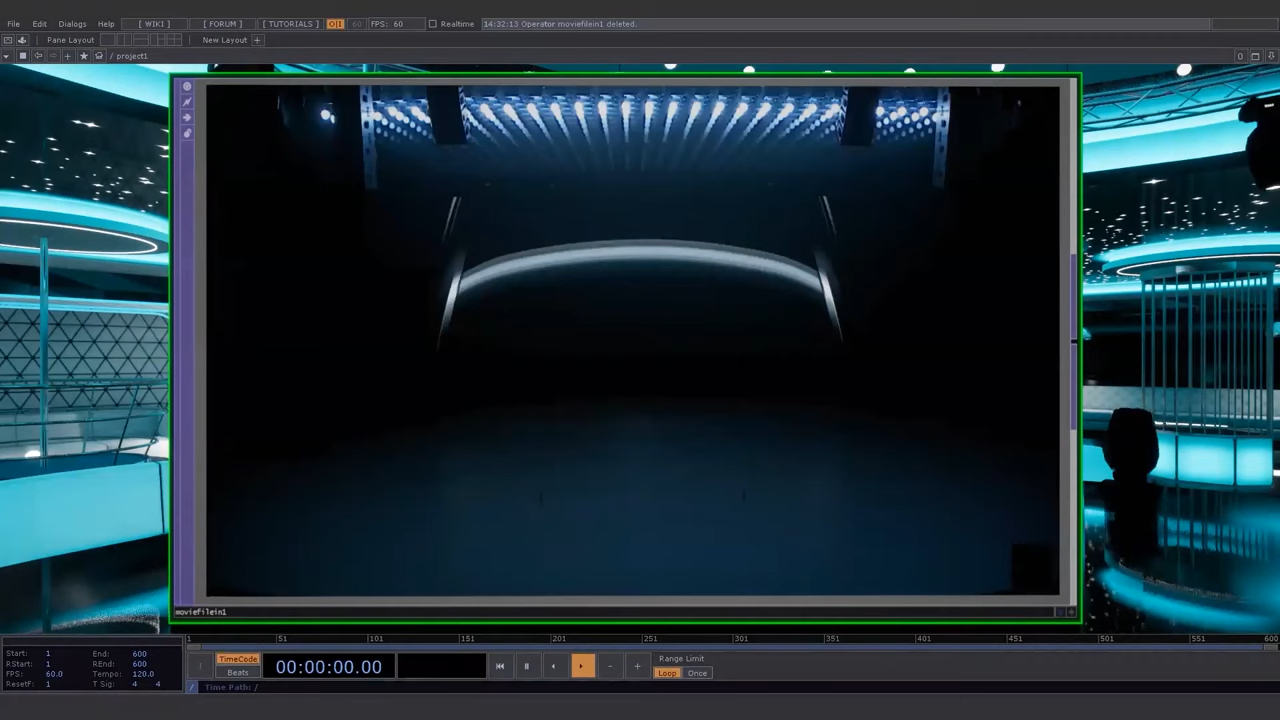 File Edit Dialogs Help [ WIKI ] [ FORUM ] [ TUTORIALS ] O|I 60 FPS: 60 Realtime 14:32:13 Operator moviefilein1 deleted.
Pane Layout New Layout +
/ project1 0
moviefilein1
1 51 101 151 201 251 301 351 401 451 501 551 600
Start: 1 End: 600
RStart: 1 REnd: 600
FPS: 60.0 Tempo: 120.0
ResetF: 1 T Sig: 4 4
TimeCode
Beats
00:00:00.00
Range Limit
Loop Once
/ Time Path: /